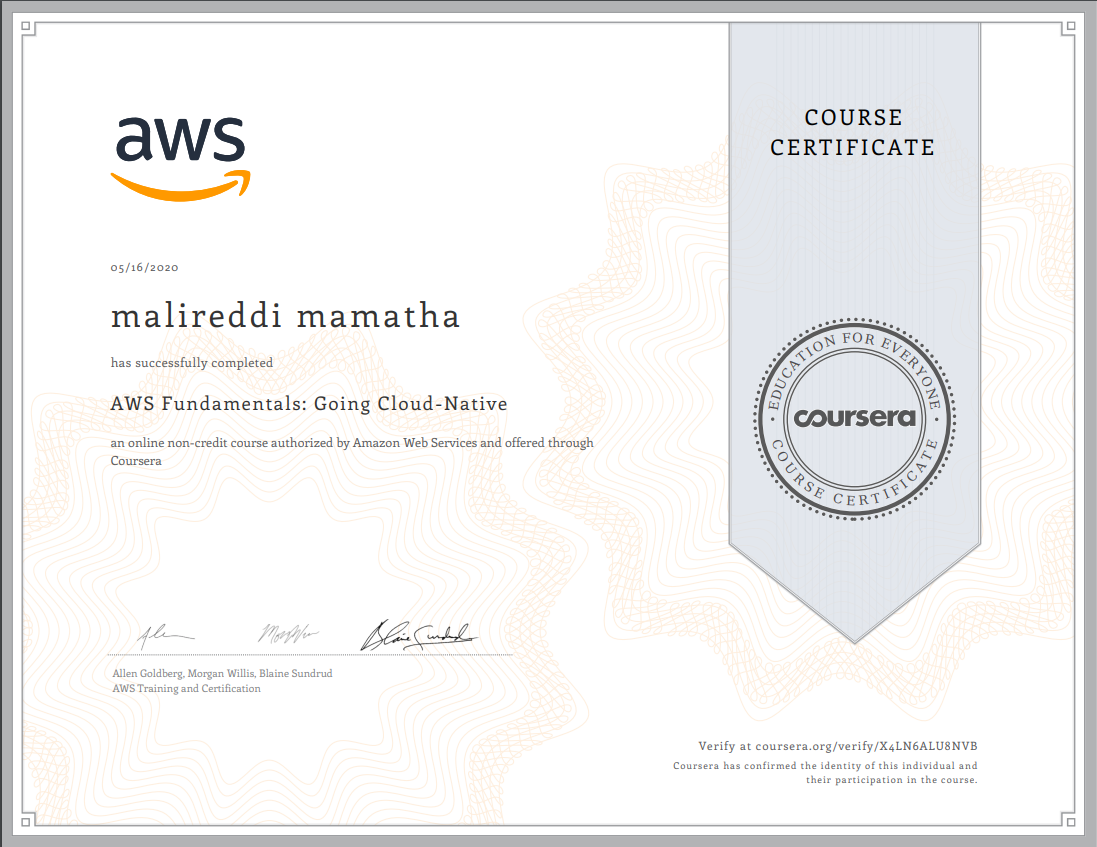 aws
COURSE
CERTIFICATE
05/16/2020
malireddi mamatha
has successfully completed
AWS Fundamentals: Going Cloud-Native
an online non-credit course authorized by Amazon Web Services and offered through
Coursera
EDUCATION FOR EVERYONE
coursera
COURSE CERTIFICATE
Allen Goldberg, Morgan Willis, Blaine Sundrud
AWS Training and Certification
Verify at coursera.org/verify/X4LN6ALU8NVB
Coursera has confirmed the identity of this individual and
their participation in the course.